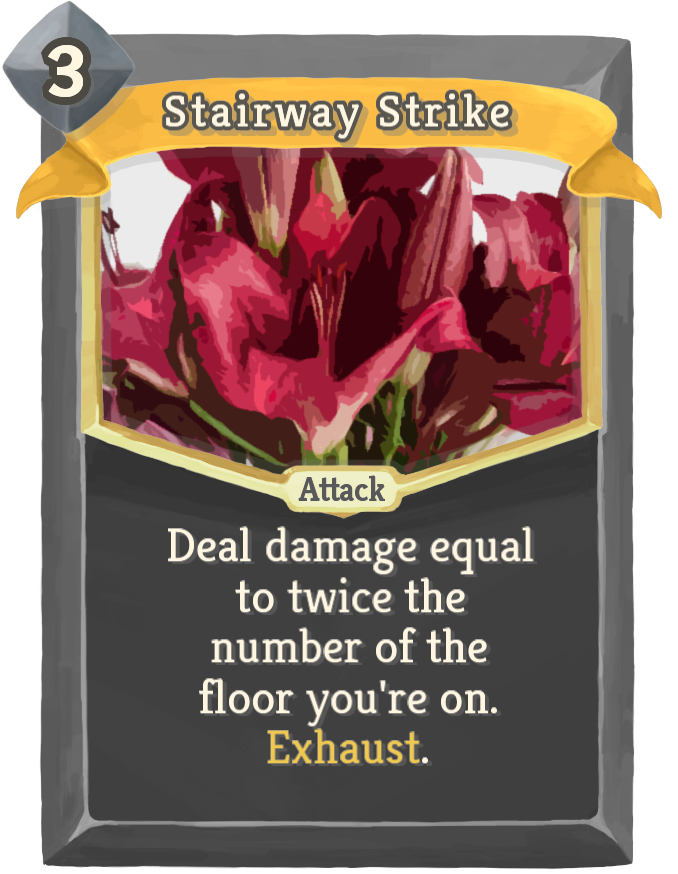 3
Stairway Strike
Attack
Deal damage equal
to twice the
number of the
floor you're on.
Exhaust.